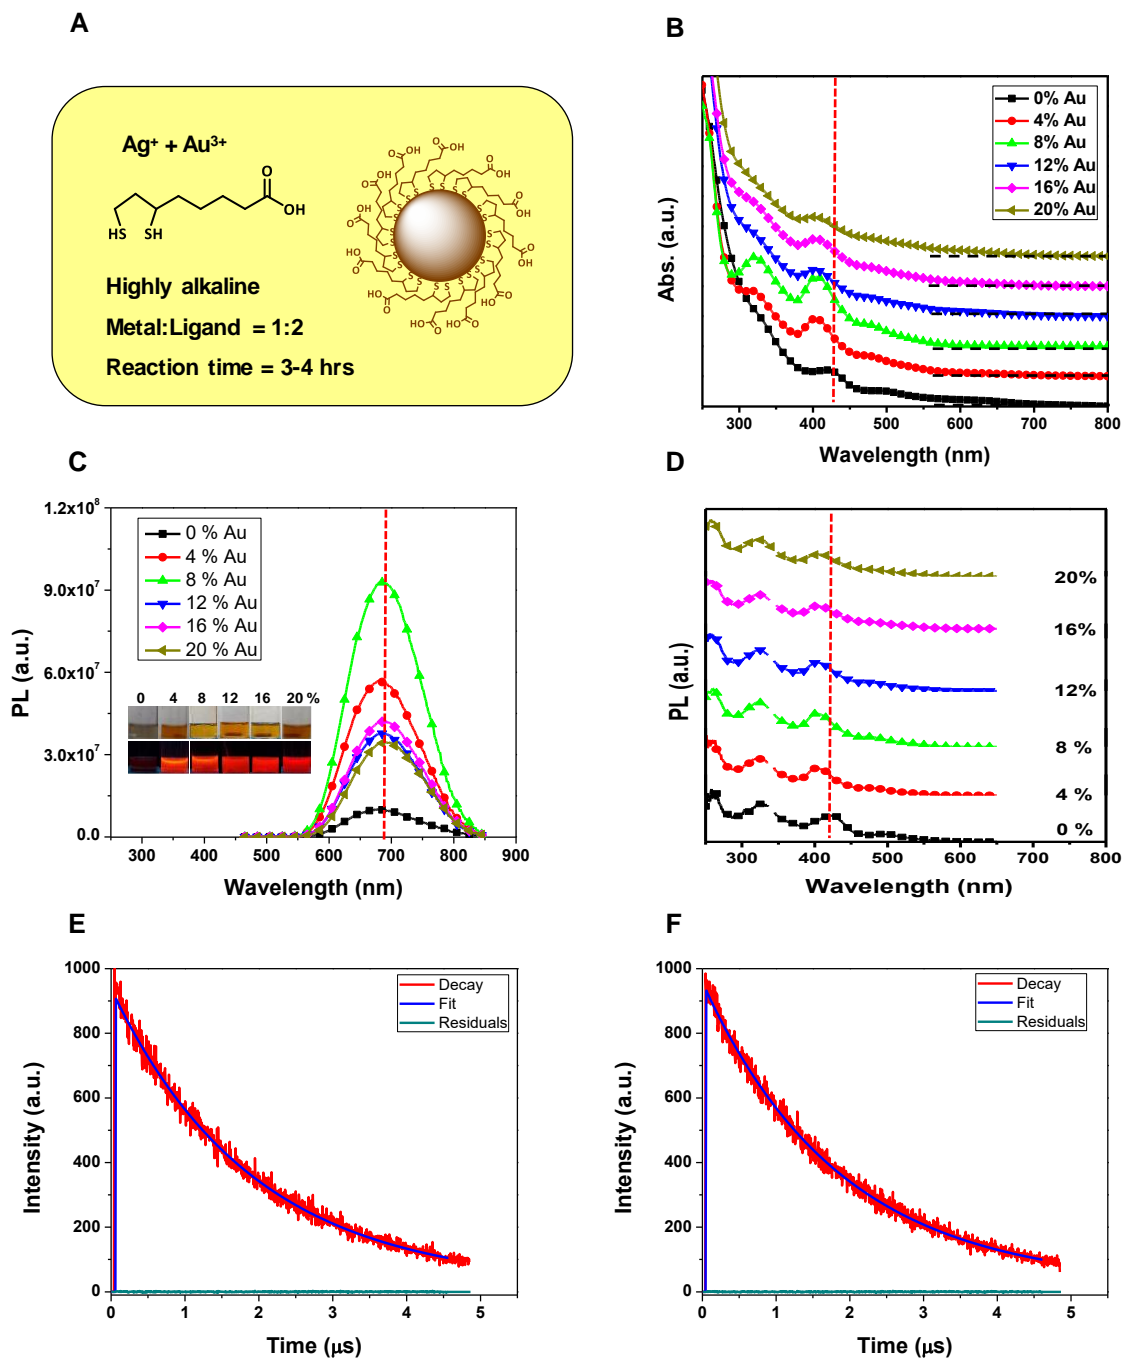 A
Ag⁺ + Au³⁺
O
OH
HS
SH
Highly alkaline
Metal:Ligand = 1:2
Reaction time = 3-4 hrs
B
Abs. (a.u.)
0% Au
4% Au
8% Au
12% Au
16% Au
20% Au
300 400 500 600 700 800
Wavelength (nm)
C
PL (a.u.)
1.2x10⁸
9.0x10⁷
6.0x10⁷
3.0x10⁷
0.0
0 % Au
4 % Au
8 % Au
12 % Au
16 % Au
20 % Au
0 4 8 12 16 20 %
300 400 500 600 700 800 900
Wavelength (nm)
D
PL (a.u.)
20%
16%
12%
8 %
4 %
0 %
300 400 500 600 700 800
Wavelength (nm)
E
Intensity (a.u.)
1000
800
600
400
200
0
Decay
Fit
Residuals
0 1 2 3 4 5
Time (μs)
F
Intensity (a.u.)
1000
800
600
400
200
0
Decay
Fit
Residuals
0 1 2 3 4 5
Time (μs)